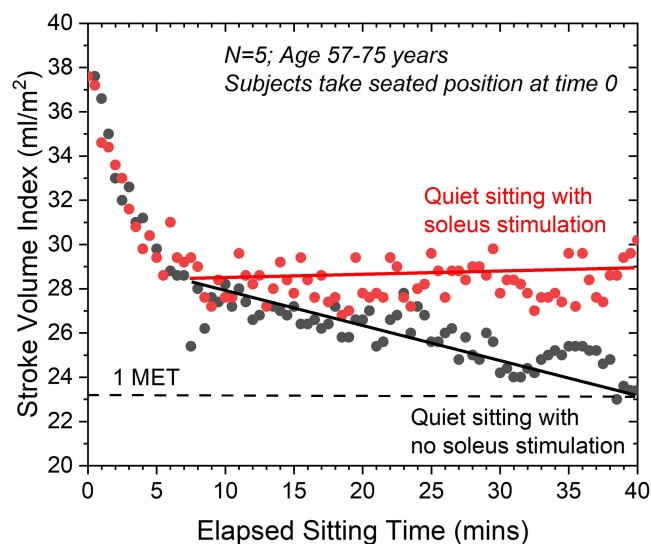 N=5; Age 57-75 years
Subjects take seated position at time 0
40
38
36
34
32
30
28
26
24
22
20
Stroke Volume Index (ml/m²)
Quiet sitting with
soleus stimulation
1 MET
Quiet sitting with
no soleus stimulation
0 5 10 15 20 25 30 35 40
Elapsed Sitting Time (mins)